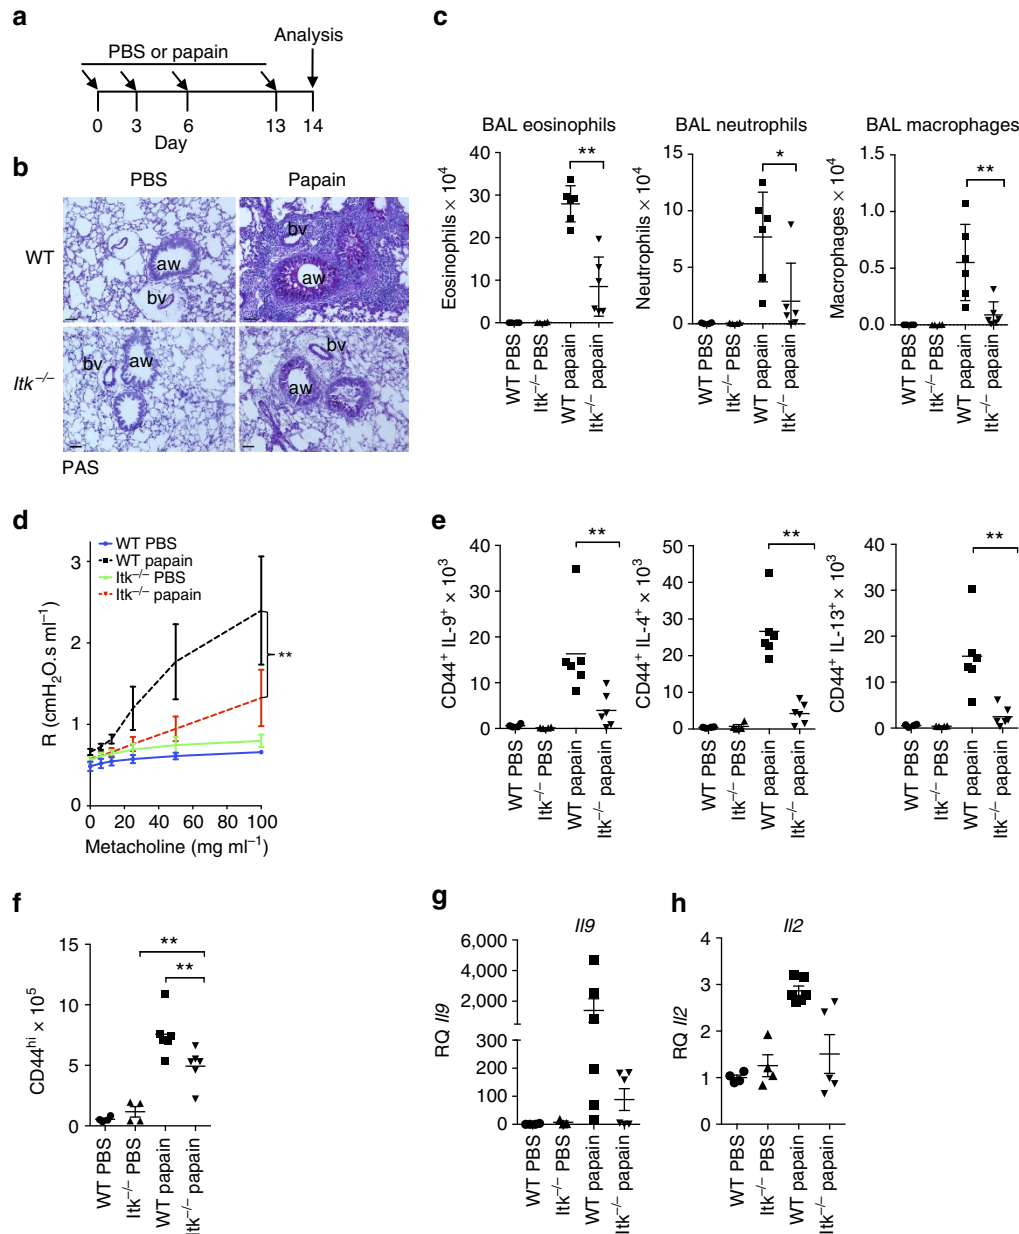 a
PBS or papain
Analysis
0 3 6 13 14
Day
b
PBS Papain
WT
Itk−/−
aw
bv
bv
aw
bv
aw
bv
aw
PAS
c
BAL eosinophils
Eosinophils × 10⁴
40
30
20
10
0
**
WT PBS
Itk−/− PBS
WT papain
Itk−/− papain
BAL neutrophils
Neutrophils × 10⁴
15
10
5
0
*
WT PBS
Itk−/− PBS
WT papain
Itk−/− papain
BAL macrophages
Macrophages × 10⁴
1.5
1.0
0.5
0.0
**
WT PBS
Itk−/− PBS
WT papain
Itk−/− papain
d
WT PBS
WT papain
Itk−/− PBS
Itk−/− papain
R (cmH₂O.s ml⁻¹)
3
2
1
0
**
0 20 40 60 80 100
Metacholine (mg ml⁻¹)
e
CD44⁺ IL-9⁺ × 10³
40
30
20
10
0
**
WT PBS
Itk−/− PBS
WT papain
Itk−/− papain
CD44⁺ IL-4⁺ × 10³
50
40
30
20
10
0
**
WT PBS
Itk−/− PBS
WT papain
Itk−/− papain
CD44⁺ IL-13⁺ × 10³
40
30
20
10
0
**
WT PBS
Itk−/− PBS
WT papain
Itk−/− papain
f
CD44ʰⁱ × 10⁵
15
10
5
0
**
**
WT PBS
Itk−/− PBS
WT papain
Itk−/− papain
g
Il9
RQ Il9
6,000
4,000
2,000
300
200
100
0
WT PBS
Itk−/− PBS
WT papain
Itk−/− papain
h
Il2
RQ Il2
4
3
2
1
0
WT PBS
Itk−/− PBS
WT papain
Itk−/− papain